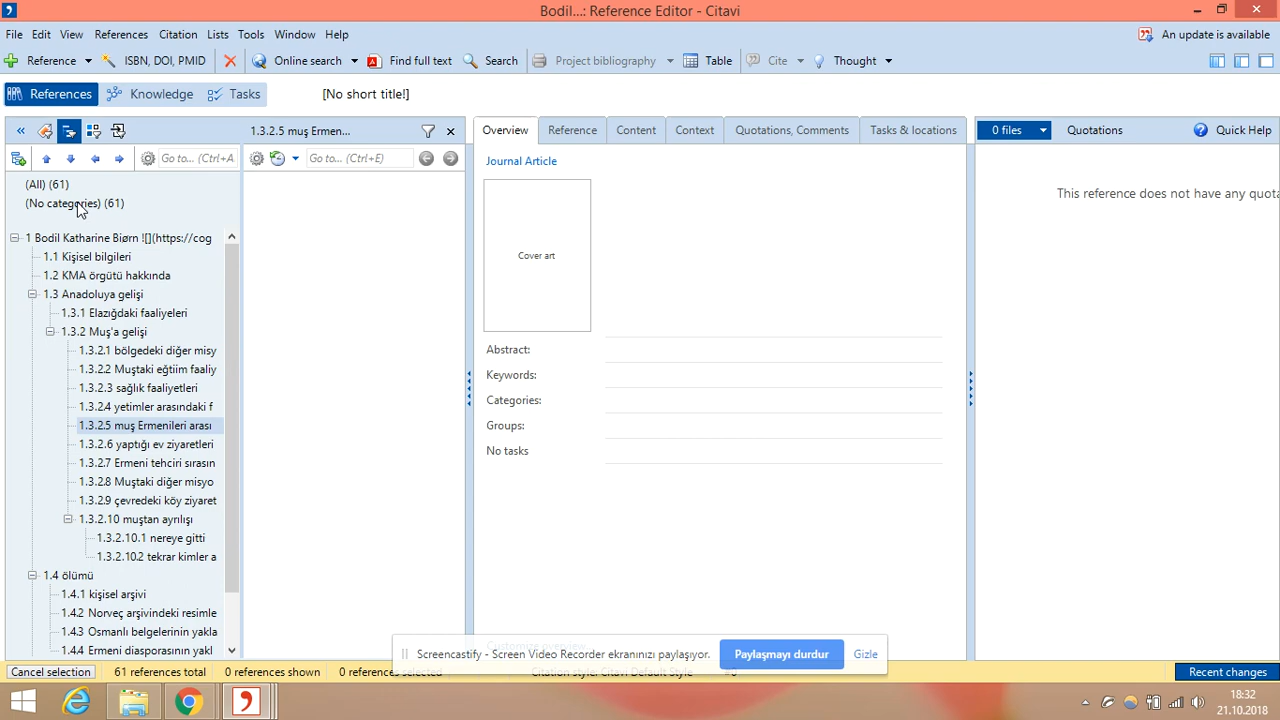 Bodil...: Reference Editor - Citavi
File Edit View References Citation Lists Tools Window Help
An update is available
Reference ISBN, DOI, PMID Online search Find full text Search Project bibliography Table Cite Thought
References Knowledge Tasks [No short title!]
1.3.2.5 muş Ermen...
Overview Reference Content Context Quotations, Comments Tasks & locations
0 files Quotations Quick Help
Go to... (Ctrl+A
Go to... (Ctrl+E)
Journal Article
(All) (61)
(No categories) (61)
This reference does not have any quota
1 Bodil Katharine Biørn ![](https://cog
1.1 Kişisel bilgileri
1.2 KMA örgütü hakkında
1.3 Anadoluya gelişi
1.3.1 Elazığdaki faaliyeleri
1.3.2 Muş'a gelişi
1.3.2.1 bölgedeki diğer misy
1.3.2.2 Muştaki eğtiim faaliy
1.3.2.3 sağlık faaliyetleri
1.3.2.4 yetimler arasındaki f
1.3.2.5 muş Ermenileri arası
1.3.2.6 yaptığı ev ziyaretleri
1.3.2.7 Ermeni tehciri sırasın
1.3.2.8 Muştaki diğer misyo
1.3.2.9 çevredeki köy ziyaret
1.3.2.10 muştan ayrılışı
1.3.2.10.1 nereye gitti
1.3.2.10.2 tekrar kimler a
1.4 ölümü
1.4.1 kişisel arşivi
1.4.2 Norveç arşivindeki resimle
1.4.3 Osmanlı belgelerinin yakla
1.4.4 Ermeni diasporasının yakl
Cover art
Abstract:
Keywords:
Categories:
Groups:
No tasks
Screencastify - Screen Video Recorder ekranınızı paylaşıyor. Paylaşmayı durdur Gizle
Cancel selection 61 references total 0 references shown 0 references selected Citation style: Citavi Default Style
Recent changes
18:32
21.10.2018